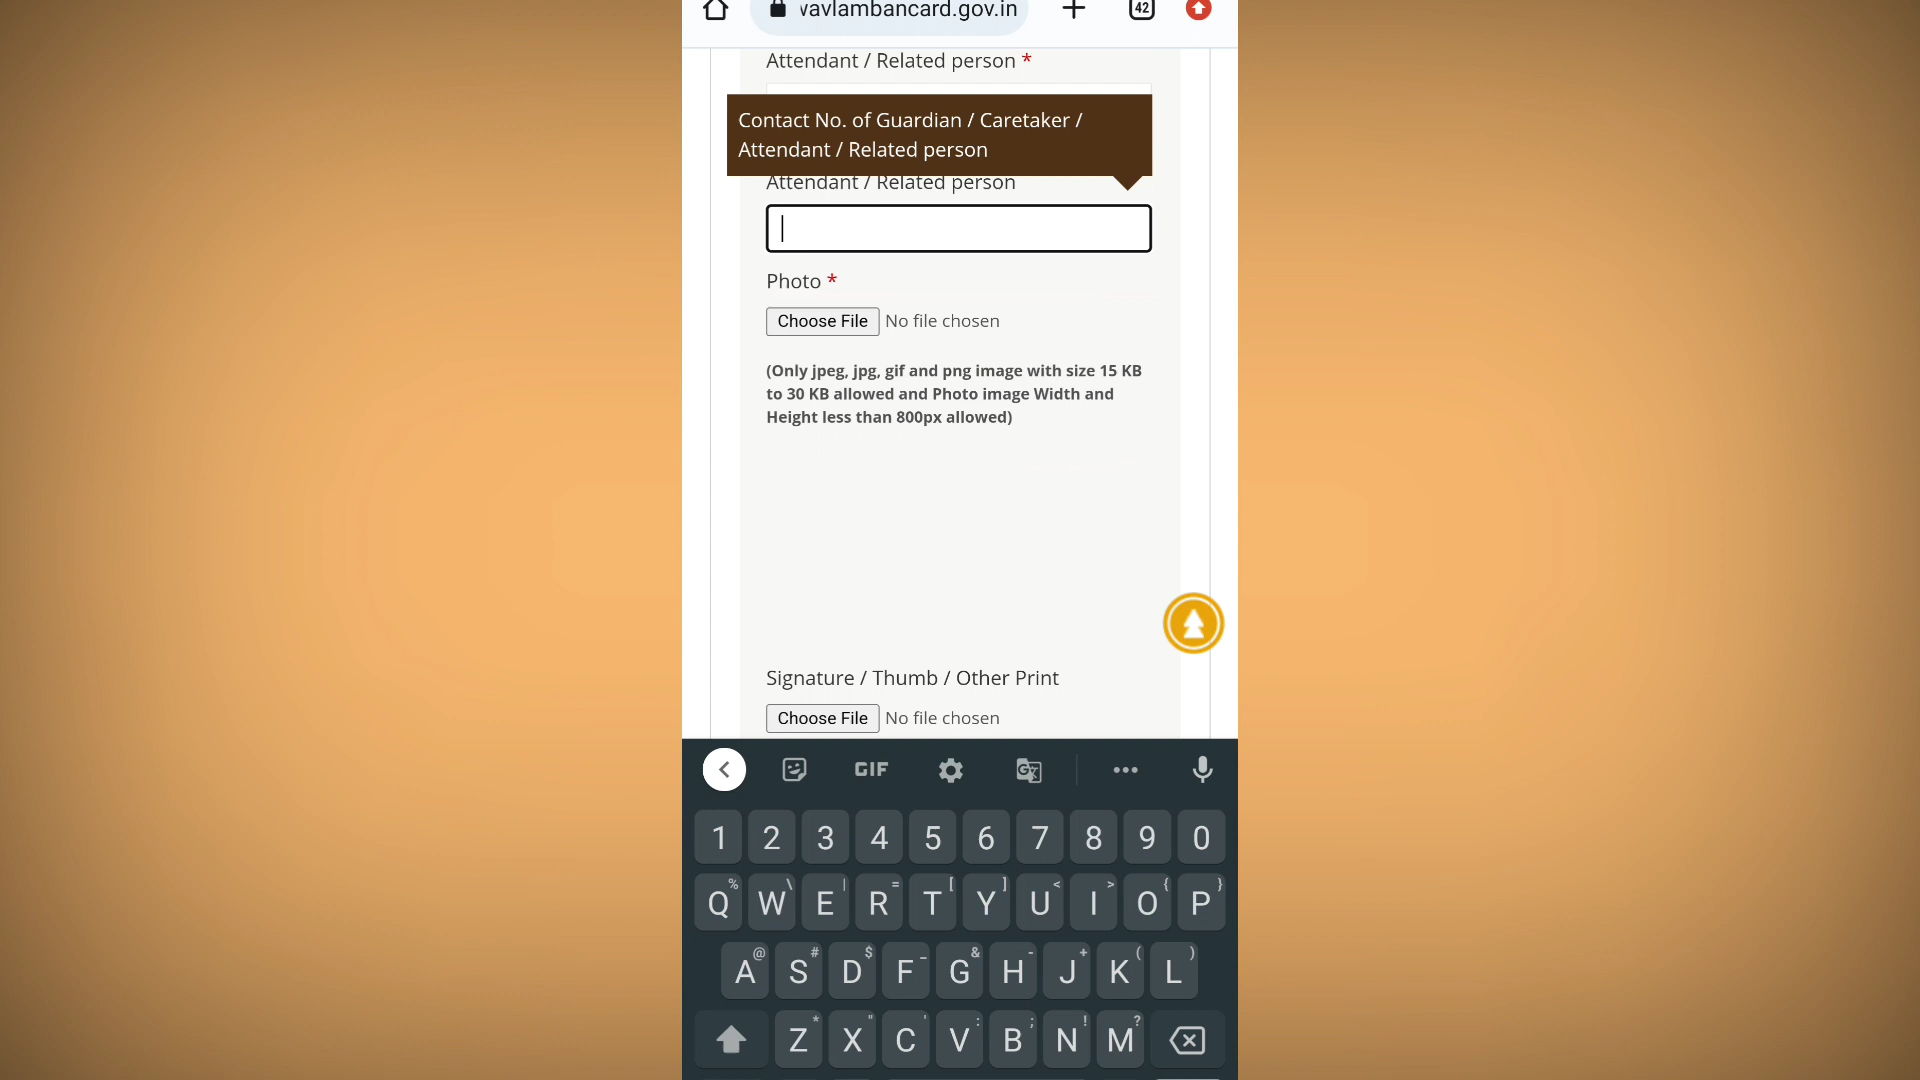 vavlambancard.gov.in
42
Attendant / Related person *
Contact No. of Guardian / Caretaker /
Attendant / Related person
Attendant / Related person
Photo *
Choose File No file chosen
(Only jpeg, jpg, gif and png image with size 15 KB
to 30 KB allowed and Photo image Width and
Height less than 800px allowed)
Signature / Thumb / Other Print
Choose File No file chosen
GIF
1 2 3 4 5 6 7 8 9 0
% \ | = [ ] < > { }
Q W E R T Y U I O P
@ # $ _ & - + ( )
A S D F G H J K L
* " ' : ; ! ?
Z X C V B N M